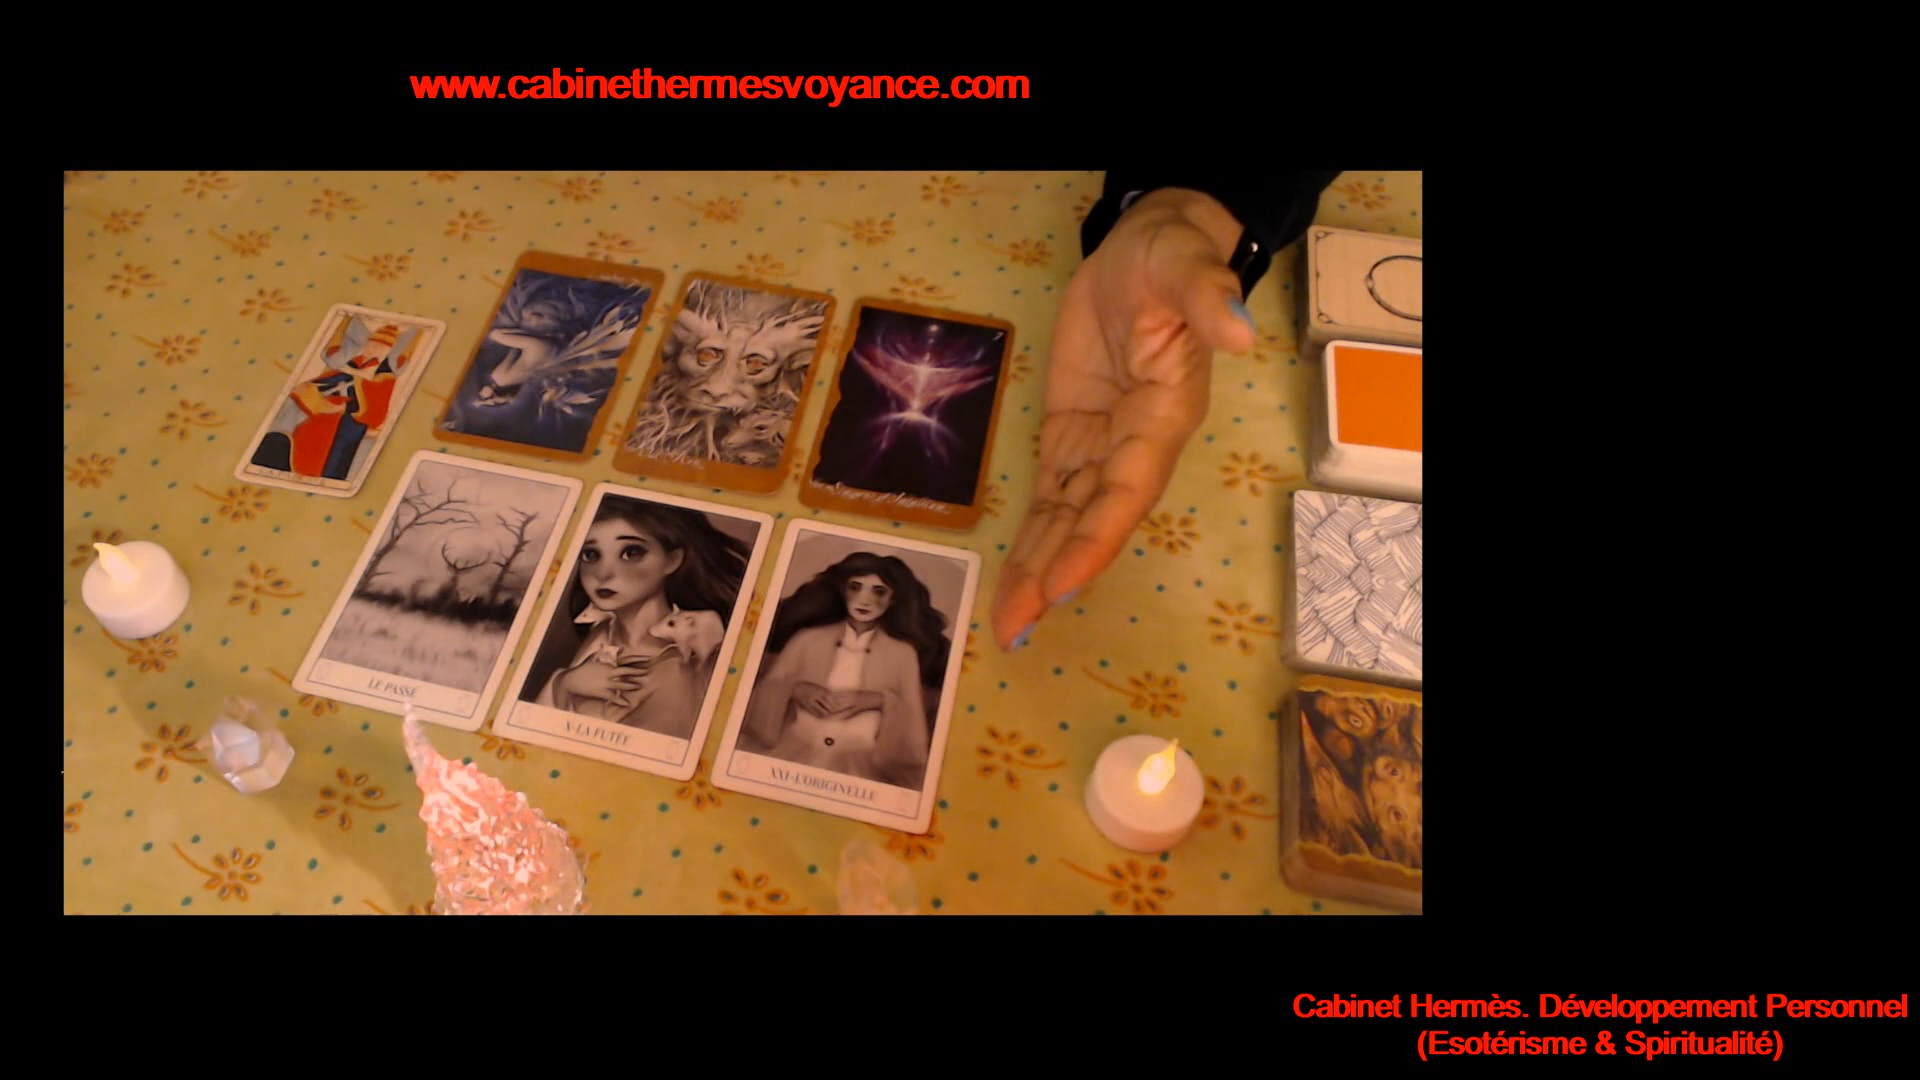 www.cabinethermesvoyance.com
LE PASSÉ
X-LA FUTÉE
XXI-L'ORIGINELLE
Cabinet Hermès. Développement Personnel
(Esotérisme & Spiritualité)